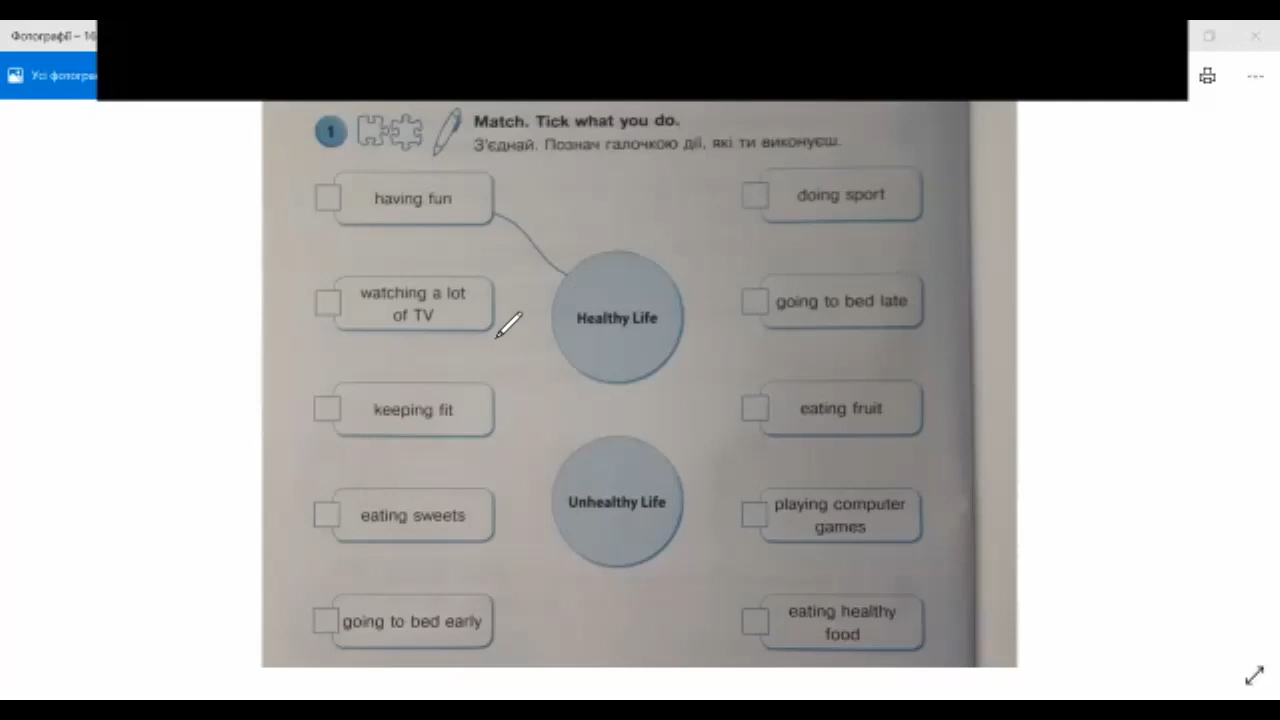 Фотографії – 16
Усі фотогра
1
Match. Tick what you do.
З'єднай. Познач галочкою дії, які ти виконуєш.
having fun
doing sport
watching a lot
of TV
going to bed late
Healthy Life
keeping fit
eating fruit
Unhealthy Life
eating sweets
playing computer
games
going to bed early
eating healthy
food